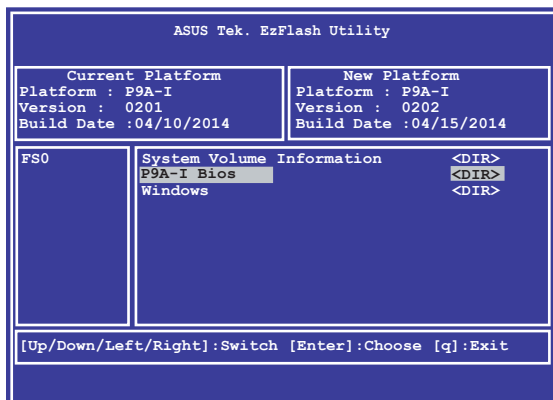 ASUS Tek. EzFlash Utility
Current Platform
Platform : P9A-I
Version : 0201
Build Date :04/10/2014
New Platform
Platform : P9A-I
Version : 0202
Build Date :04/15/2014
FS0
System Volume Information <DIR>
P9A-I Bios <DIR>
Windows <DIR>
[Up/Down/Left/Right]:Switch [Enter]:Choose [q]:Exit